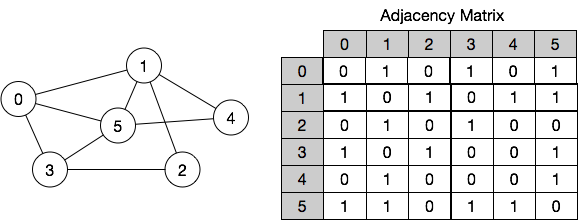 Adjacency Matrix
0 1 2 3 4 5
0 0 1 0 1 0 1
1 1 0 1 0 1 1
2 0 1 0 1 0 0
3 1 0 1 0 0 1
4 0 1 0 0 0 1
5 1 1 0 1 1 0
1
0
5
4
3
2